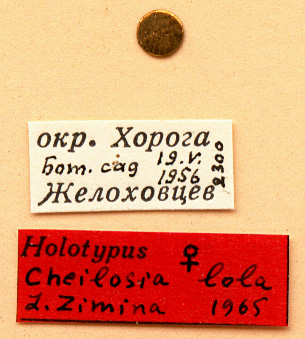 окр. Хорога
Бот. сад 19.V.
1956
Желоховцев
2300
Holotypus ♀
Cheilosia lola
L. Zimina 1965